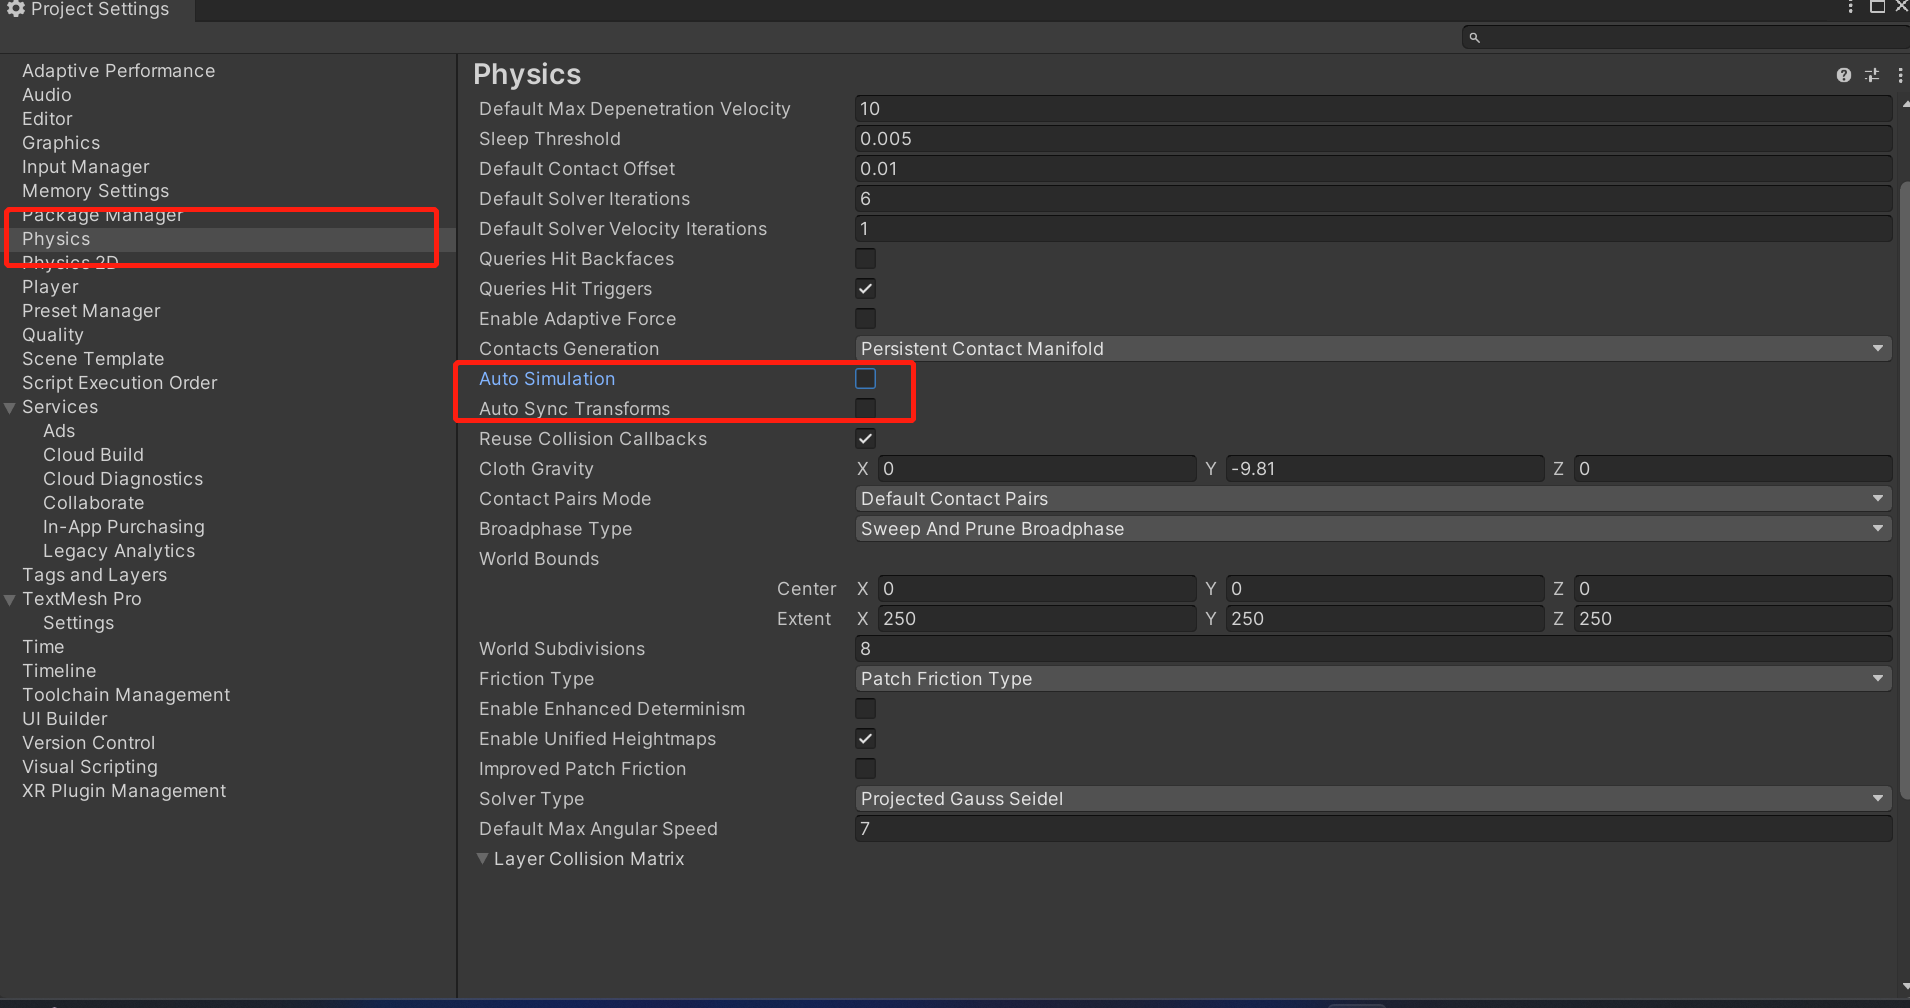 Project Settings
Adaptive Performance
Audio
Editor
Graphics
Input Manager
Memory Settings
Package Manager
Physics
Physics 2D
Player
Preset Manager
Quality
Scene Template
Script Execution Order
Services
Ads
Cloud Build
Cloud Diagnostics
Collaborate
In-App Purchasing
Legacy Analytics
Tags and Layers
TextMesh Pro
Settings
Time
Timeline
Toolchain Management
UI Builder
Version Control
Visual Scripting
XR Plugin Management
Physics
Default Max Depenetration Velocity 10
Sleep Threshold 0.005
Default Contact Offset 0.01
Default Solver Iterations 6
Default Solver Velocity Iterations 1
Queries Hit Backfaces
Queries Hit Triggers
Enable Adaptive Force
Contacts Generation Persistent Contact Manifold
Auto Simulation
Auto Sync Transforms
Reuse Collision Callbacks
Cloth Gravity X 0 Y -9.81 Z 0
Contact Pairs Mode Default Contact Pairs
Broadphase Type Sweep And Prune Broadphase
World Bounds
Center X 0 Y 0 Z 0
Extent X 250 Y 250 Z 250
World Subdivisions 8
Friction Type Patch Friction Type
Enable Enhanced Determinism
Enable Unified Heightmaps
Improved Patch Friction
Solver Type Projected Gauss Seidel
Default Max Angular Speed 7
Layer Collision Matrix